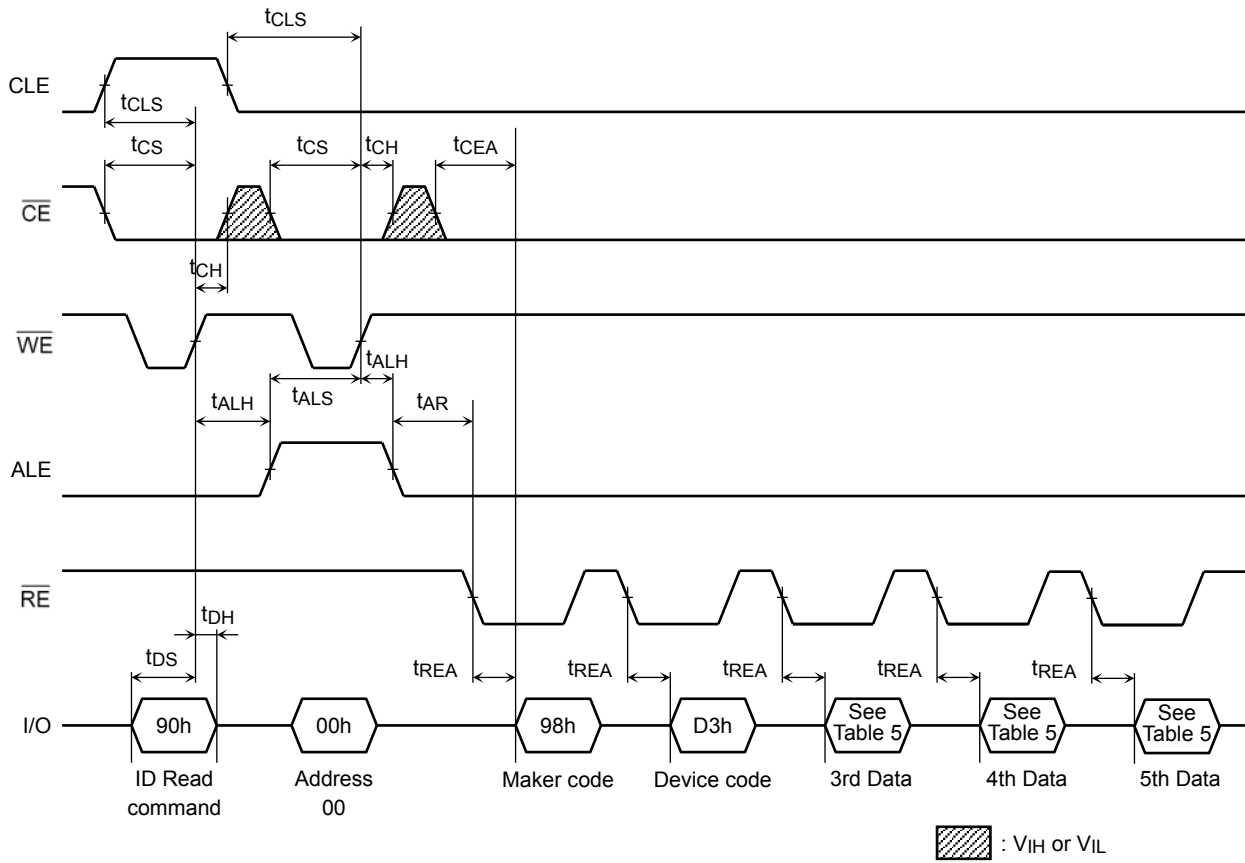 tCLS
CLE
tCLS
tCS
tCS
tCH
tCEA
CE
tCH
WE
tALH
tALH
tALS
tAR
ALE
RE
tDH
tDS
tREA
tREA
tREA
tREA
tREA
I/O
90h
00h
98h
D3h
See
Table 5
See
Table 5
See
Table 5
ID Read
command
Address
00
Maker code
Device code
3rd Data
4th Data
5th Data
: VIH or VIL